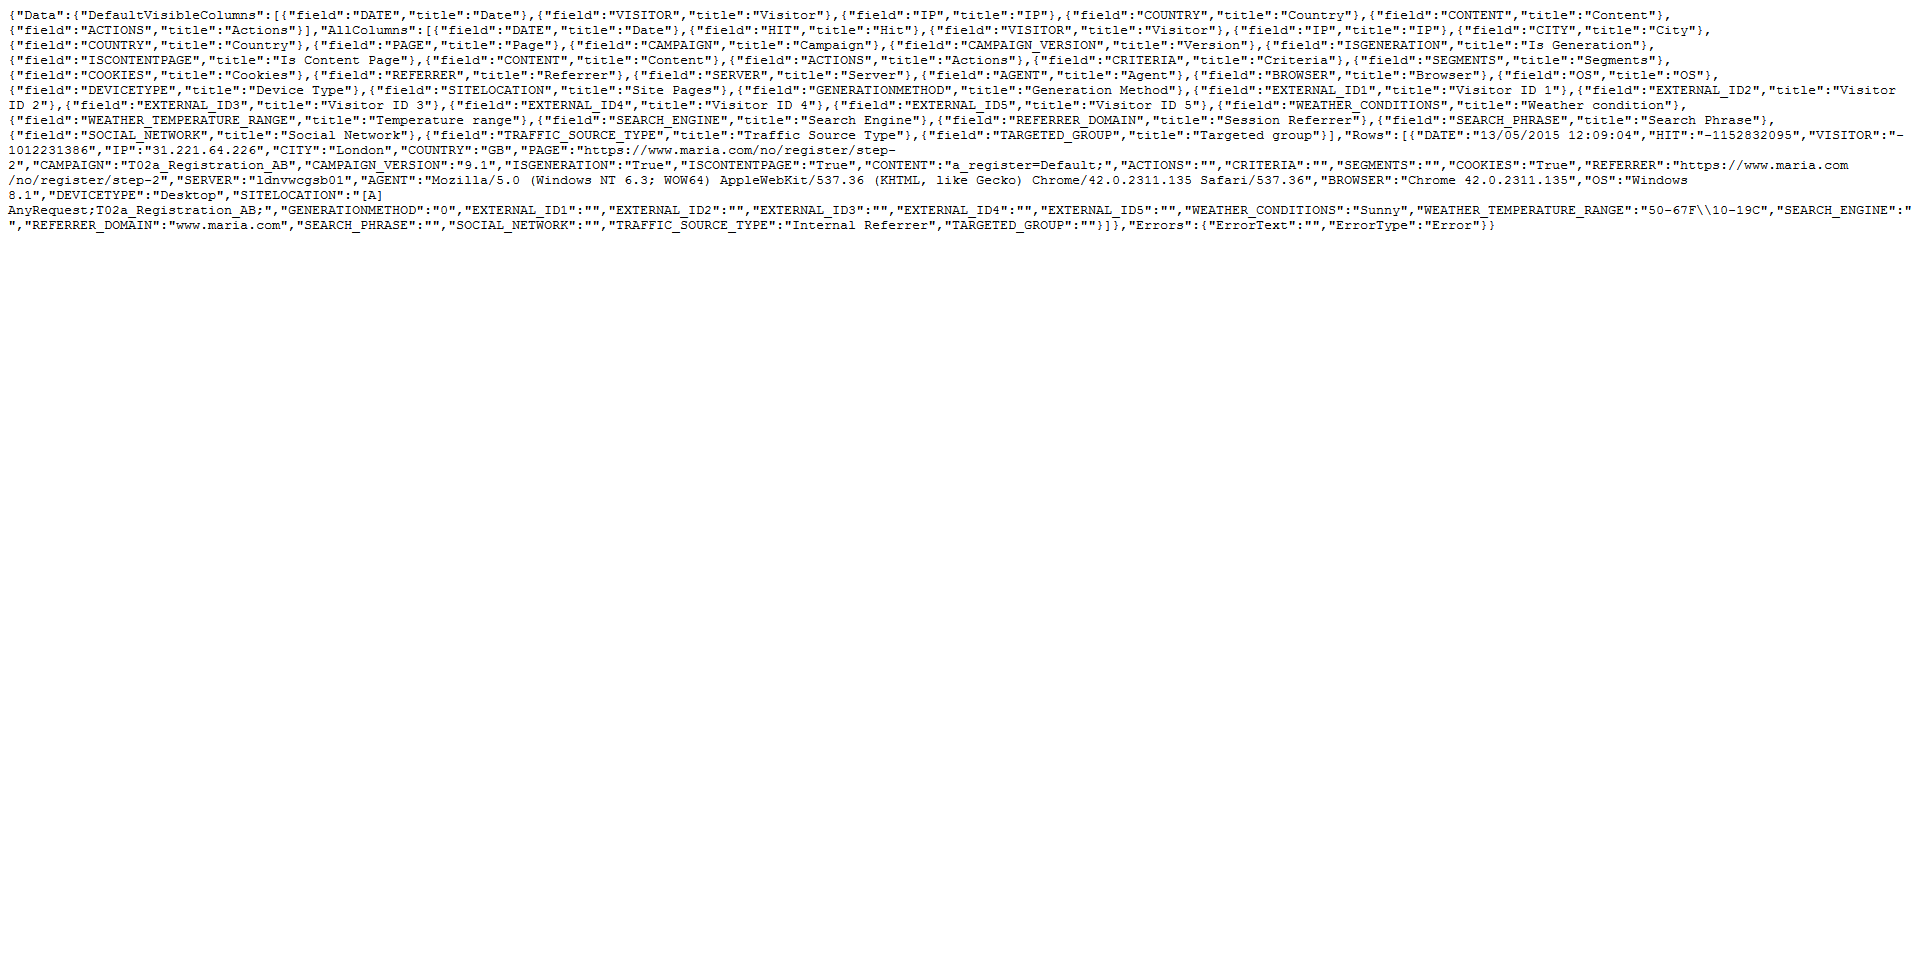 {"Data":{"DefaultVisibleColumns":[{"field":"DATE","title":"Date"},{"field":"VISITOR","title":"Visitor"},{"field":"IP","title":"IP"},{"field":"COUNTRY","title":"Country"},{"field":"CONTENT","title":"Content"},
{"field":"ACTIONS","title":"Actions"}],"AllColumns":[{"field":"DATE","title":"Date"},{"field":"HIT","title":"Hit"},{"field":"VISITOR","title":"Visitor"},{"field":"IP","title":"IP"},{"field":"CITY","title":"City"},
{"field":"COUNTRY","title":"Country"},{"field":"PAGE","title":"Page"},{"field":"CAMPAIGN","title":"Campaign"},{"field":"CAMPAIGN_VERSION","title":"Version"},{"field":"ISGENERATION","title":"Is Generation"},
{"field":"ISCONTENTPAGE","title":"Is Content Page"},{"field":"CONTENT","title":"Content"},{"field":"ACTIONS","title":"Actions"},{"field":"CRITERIA","title":"Criteria"},{"field":"SEGMENTS","title":"Segments"},
{"field":"COOKIES","title":"Cookies"},{"field":"REFERRER","title":"Referrer"},{"field":"SERVER","title":"Server"},{"field":"AGENT","title":"Agent"},{"field":"BROWSER","title":"Browser"},{"field":"OS","title":"OS"},
{"field":"DEVICETYPE","title":"Device Type"},{"field":"SITELOCATION","title":"Site Pages"},{"field":"GENERATIONMETHOD","title":"Generation Method"},{"field":"EXTERNAL_ID1","title":"Visitor ID 1"},{"field":"EXTERNAL_ID2","title":"Visitor
ID 2"},{"field":"EXTERNAL_ID3","title":"Visitor ID 3"},{"field":"EXTERNAL_ID4","title":"Visitor ID 4"},{"field":"EXTERNAL_ID5","title":"Visitor ID 5"},{"field":"WEATHER_CONDITIONS","title":"Weather condition"},
{"field":"WEATHER_TEMPERATURE_RANGE","title":"Temperature range"},{"field":"SEARCH_ENGINE","title":"Search Engine"},{"field":"REFERRER_DOMAIN","title":"Session Referrer"},{"field":"SEARCH_PHRASE","title":"Search Phrase"},
{"field":"SOCIAL_NETWORK","title":"Social Network"},{"field":"TRAFFIC_SOURCE_TYPE","title":"Traffic Source Type"},{"field":"TARGETED_GROUP","title":"Targeted group"}],"Rows":[{"DATE":"13/05/2015 12:09:04","HIT":"-1152832095","VISITOR":"-
1012231386","IP":"31.221.64.226","CITY":"London","COUNTRY":"GB","PAGE":"https://www.maria.com/no/register/step-
2","CAMPAIGN":"T02a_Registration_AB","CAMPAIGN_VERSION":"9.1","ISGENERATION":"True","ISCONTENTPAGE":"True","CONTENT":"a_register=Default;","ACTIONS":"","CRITERIA":"","SEGMENTS":"","COOKIES":"True","REFERRER":"https://www.maria.com
/no/register/step-2","SERVER":"ldnvwcgsb01","AGENT":"Mozilla/5.0 (Windows NT 6.3; WOW64) AppleWebKit/537.36 (KHTML, like Gecko) Chrome/42.0.2311.135 Safari/537.36","BROWSER":"Chrome 42.0.2311.135","OS":"Windows
8.1","DEVICETYPE":"Desktop","SITELOCATION":"[A]
AnyRequest;T02a_Registration_AB;","GENERATIONMETHOD":"0","EXTERNAL_ID1":"","EXTERNAL_ID2":"","EXTERNAL_ID3":"","EXTERNAL_ID4":"","EXTERNAL_ID5":"","WEATHER_CONDITIONS":"Sunny","WEATHER_TEMPERATURE_RANGE":"50-67F\\10-19C","SEARCH_ENGINE":"
","REFERRER_DOMAIN":"www.maria.com","SEARCH_PHRASE":"","SOCIAL_NETWORK":"","TRAFFIC_SOURCE_TYPE":"Internal Referrer","TARGETED_GROUP":""}]},"Errors":{"ErrorText":"","ErrorType":"Error"}}